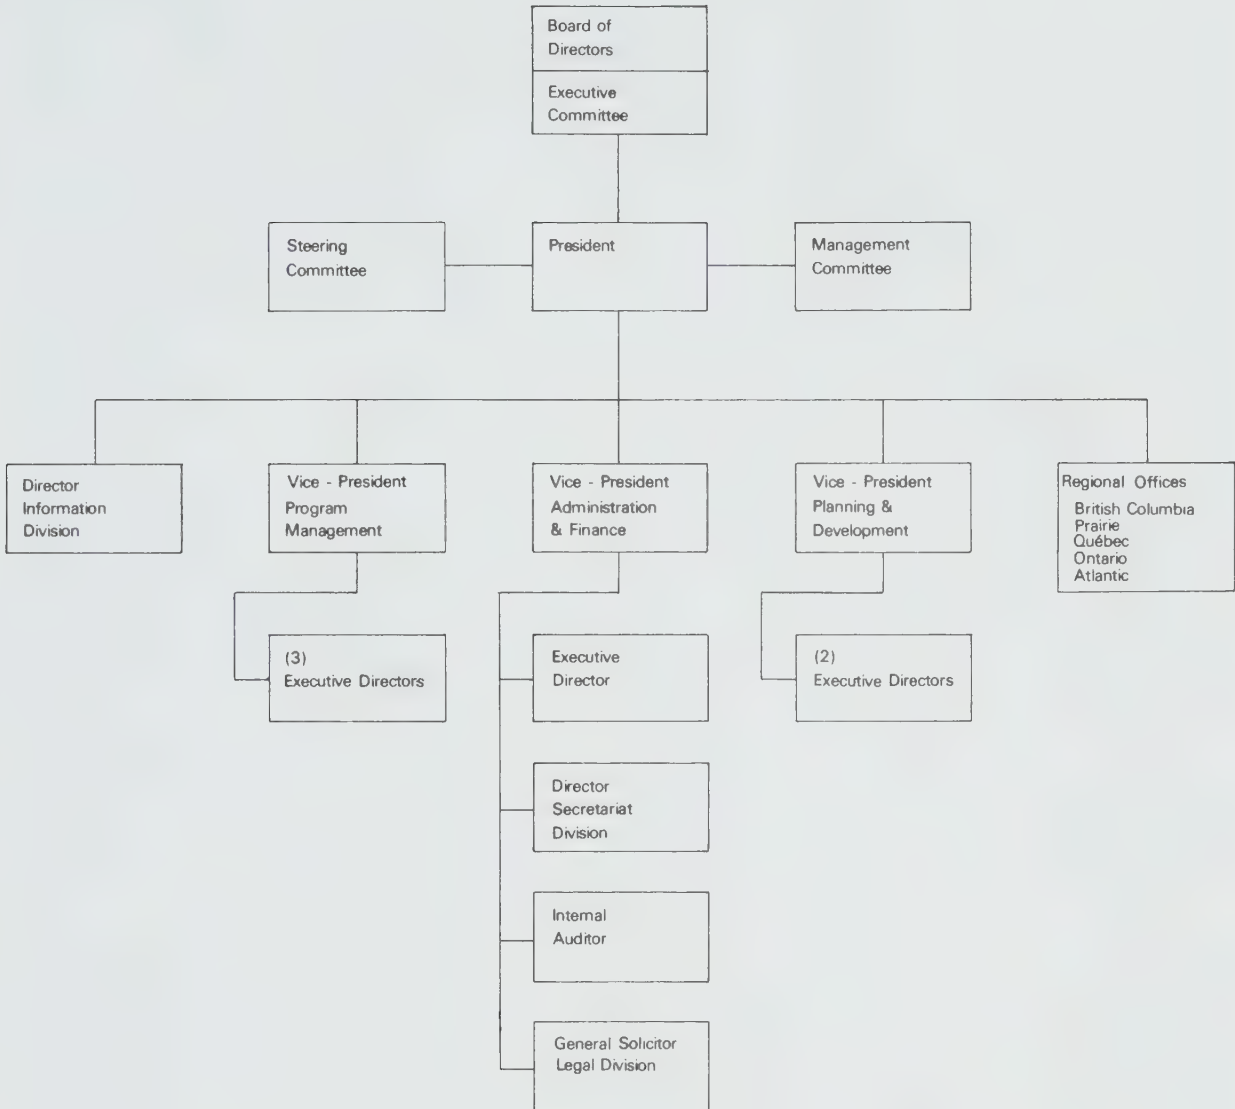 Board of
Directors
Executive
Committee
Steering
Committee
President
Management
Committee
Director
Information
Division
Vice - President
Program
Management
Vice - President
Administration
& Finance
Vice - President
Planning &
Development
Regional Offices
British Columbia
Prairie
Québec
Ontario
Atlantic
(3)
Executive Directors
Executive
Director
(2)
Executive Directors
Director
Secretariat
Division
Internal
Auditor
General Solicitor
Legal Division